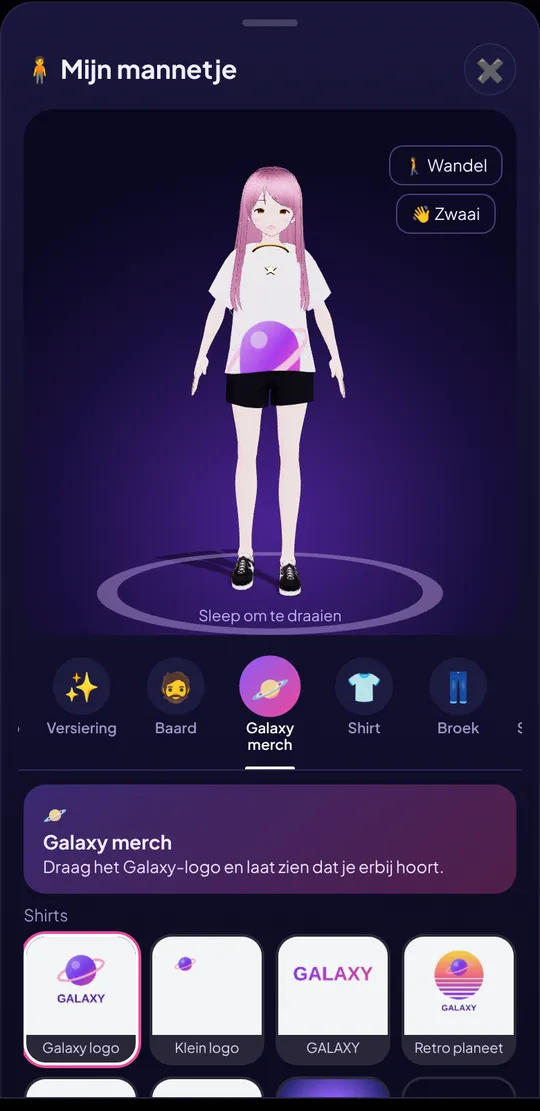 Mijn mannetje
Wandel
Zwaai
Sleep om te draaien
Versiering
Baard
Galaxy
merch
Shirt
Broek
S
Galaxy merch
Draag het Galaxy-logo en laat zien dat je erbij hoort.
Shirts
GALAXY
GALAXY
GALAXY
Galaxy logo
Klein logo
GALAXY
Retro planeet